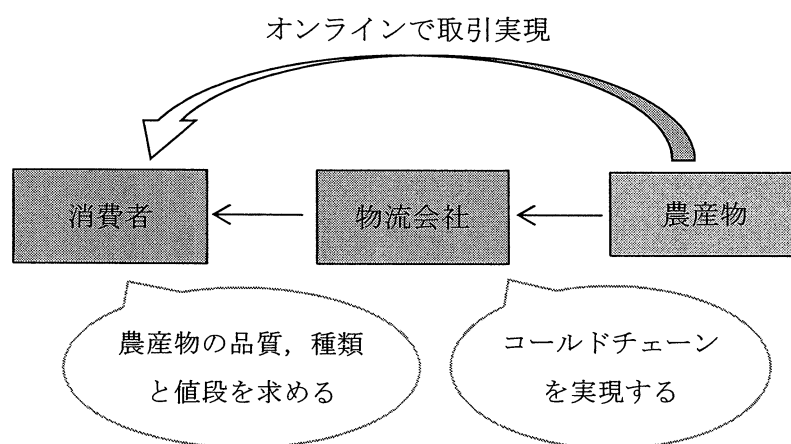 オンラインで取引実現
消費者
物流会社
農産物
農産物の品質，種類
と値段を求める
コールドチェーン
を実現する